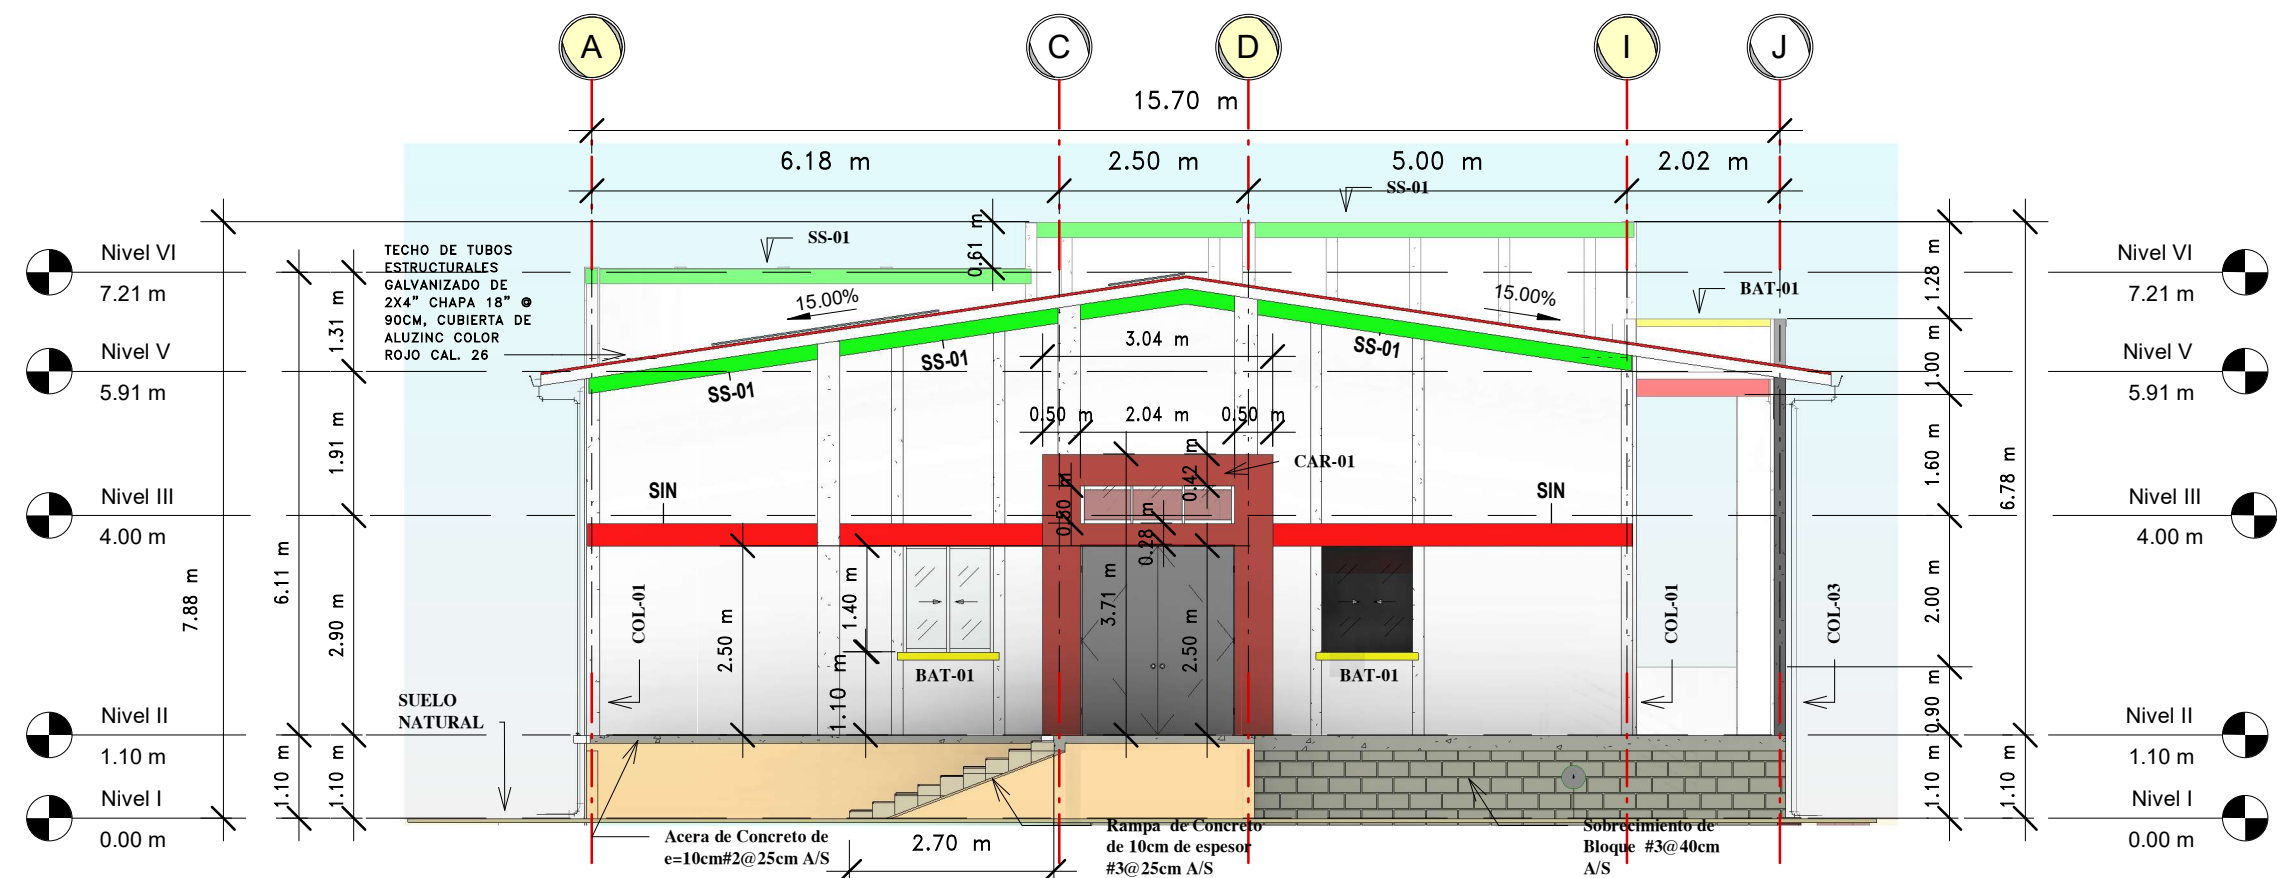 A
C
D
I
J
15.70 m
6.18 m
2.50 m
5.00 m
2.02 m
SS-01
SS-01
Nivel VI
7.21 m
Nivel V
5.91 m
Nivel III
4.00 m
Nivel II
1.10 m
Nivel I
0.00 m
7.88 m
6.11 m
1.10 m
1.31 m
1.91 m
2.90 m
1.10 m
TECHO DE TUBOS
ESTRUCTURALES
GALVANIZADO DE
2X4” CHAPA 18” @
90CM, CUBIERTA DE
ALUZINC COLOR
ROJO CAL. 26
0.61 m
15.00%
15.00%
SS-01
SS-01
SS-01
BAT-01
3.04 m
0.50 m
2.04 m
0.50 m
CAR-01
0.42 m
0.50 m
0.28 m
SIN
SIN
COL-01
2.50 m
1.40 m
1.10 m
3.71 m
2.50 m
BAT-01
BAT-01
COL-01
COL-03
SUELO
NATURAL
Acera de Concreto de
e=10cm#2@25cm A/S
2.70 m
Rampa de Concreto
de 10cm de espesor
#3@25cm A/S
Sobrecimiento de
Bloque #3@40cm
A/S
1.28 m
1.00 m
1.60 m
2.00 m
0.90 m
1.10 m
6.78 m
1.10 m
Nivel VI
7.21 m
Nivel V
5.91 m
Nivel III
4.00 m
Nivel II
1.10 m
Nivel I
0.00 m